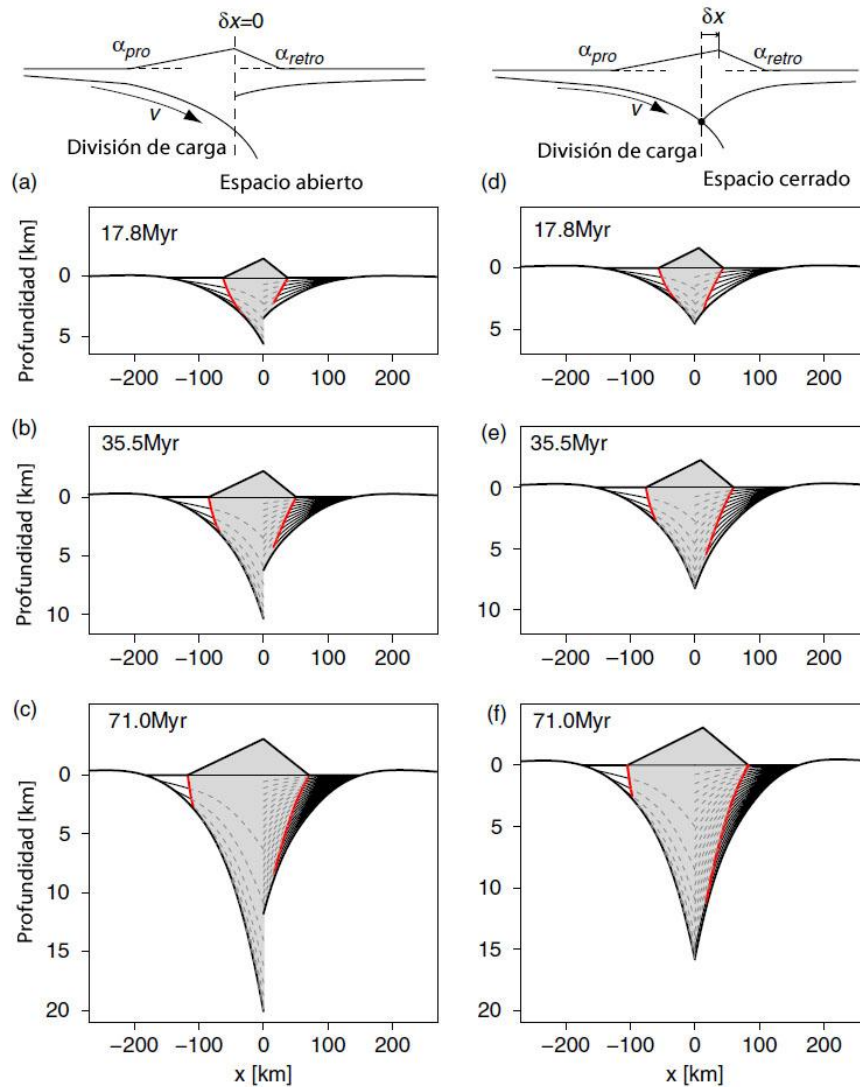 δx=0
α_pro
α_retro
v
División de carga
Espacio abierto
δx
α_pro
α_retro
v
División de carga
Espacio cerrado
(a)
17.8Myr
Profundidad [km]
0
5
−200 −100 0 100 200
(d)
17.8Myr
0
5
−200 −100 0 100 200
(b)
35.5Myr
Profundidad [km]
0
5
10
−200 −100 0 100 200
(e)
35.5Myr
Profundidad [km]
0
5
10
−200 −100 0 100 200
(c)
71.0Myr
Profundidad [km]
0
5
10
15
20
−200 −100 0 100 200
x [km]
(f)
71.0Myr
Profundidad [km]
0
5
10
15
20
−200 −100 0 100 200
x [km]